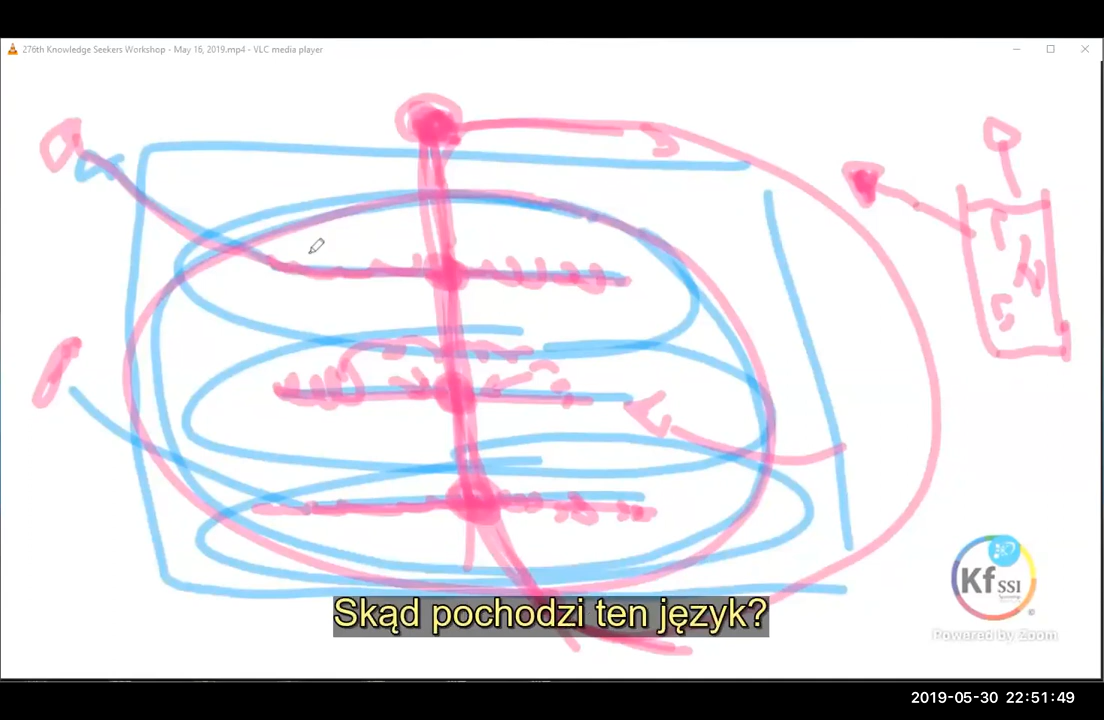 276th Knowledge Seekers Workshop - May 16, 2019.mp4 - VLC media player
Kf SSI
Powered by Zoom
Skąd pochodzi ten język?
2019-05-30 22:51:49